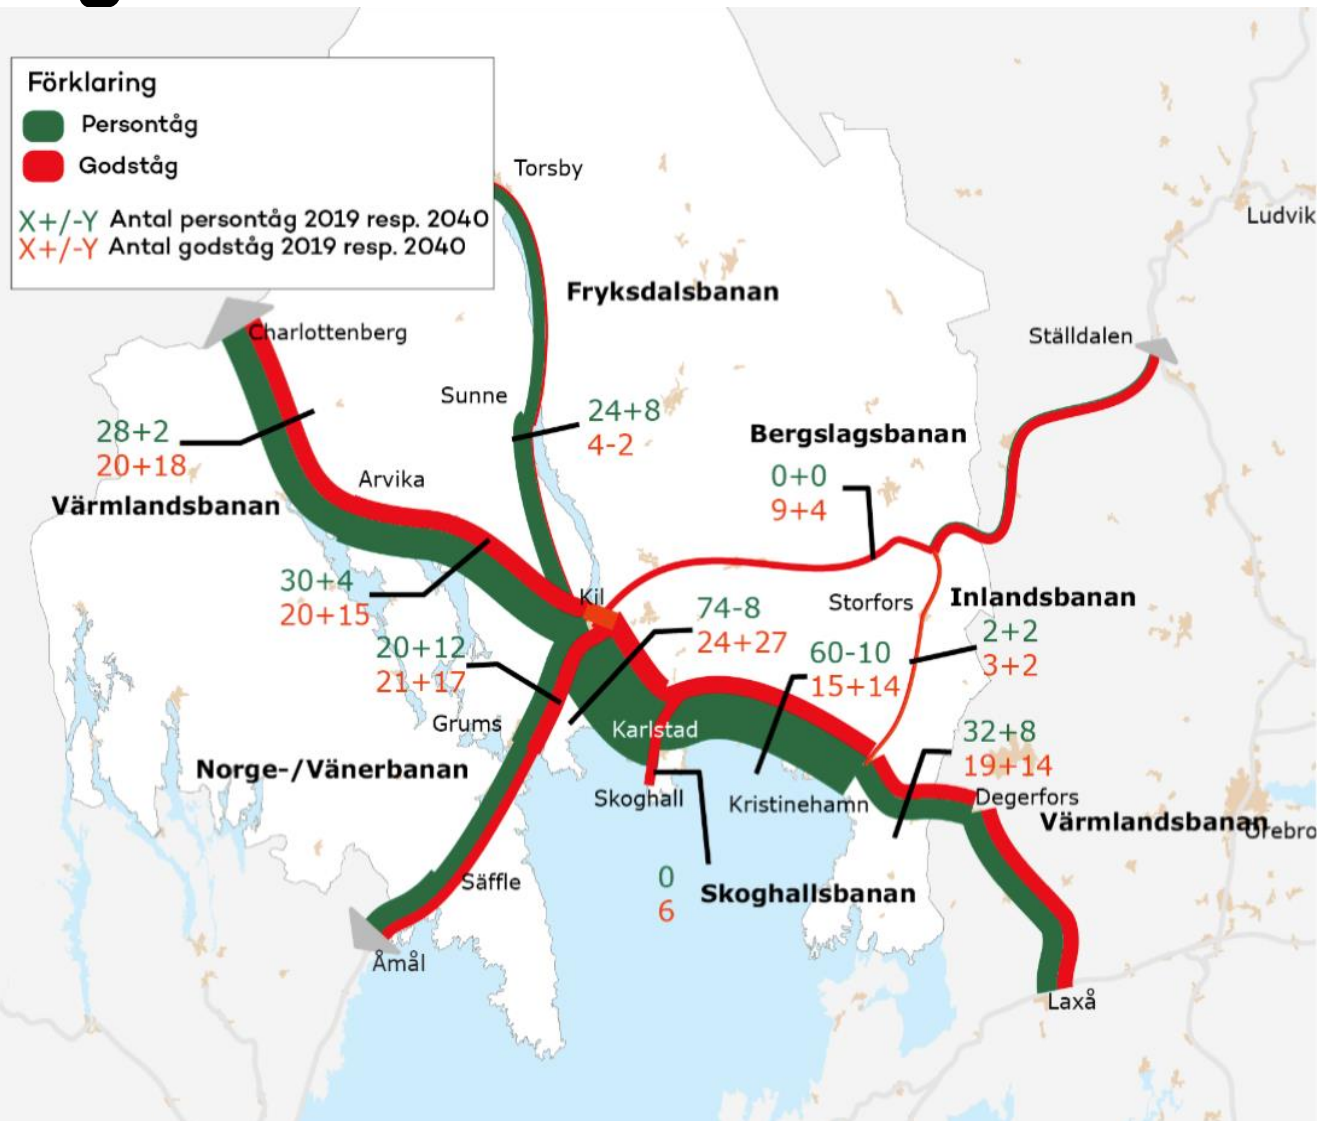 Förklaring
Persontåg
Godståg
X+/-Y Antal persontåg 2019 resp. 2040
X+/-Y Antal godståg 2019 resp. 2040
Torsby
Ludvik
Fryksdalsbanan
Charlottenberg
Ställdalen
Sunne
24+8
4-2
28+2
20+18
Bergslagsbanan
0+0
9+4
Arvika
Värmlandsbanan
30+4
20+15
Kil
74-8
24+27
Storfors
Inlandsbanan
2+2
3+2
20+12
21+17
60-10
15+14
Grums
Karlstad
32+8
19+14
Norge-/Vänerbanan
Skoghall
Kristinehamn
Degerfors
Värmlandsbanan
Örebro
0
6
Skoghallsbanan
Säffle
Åmål
Laxå